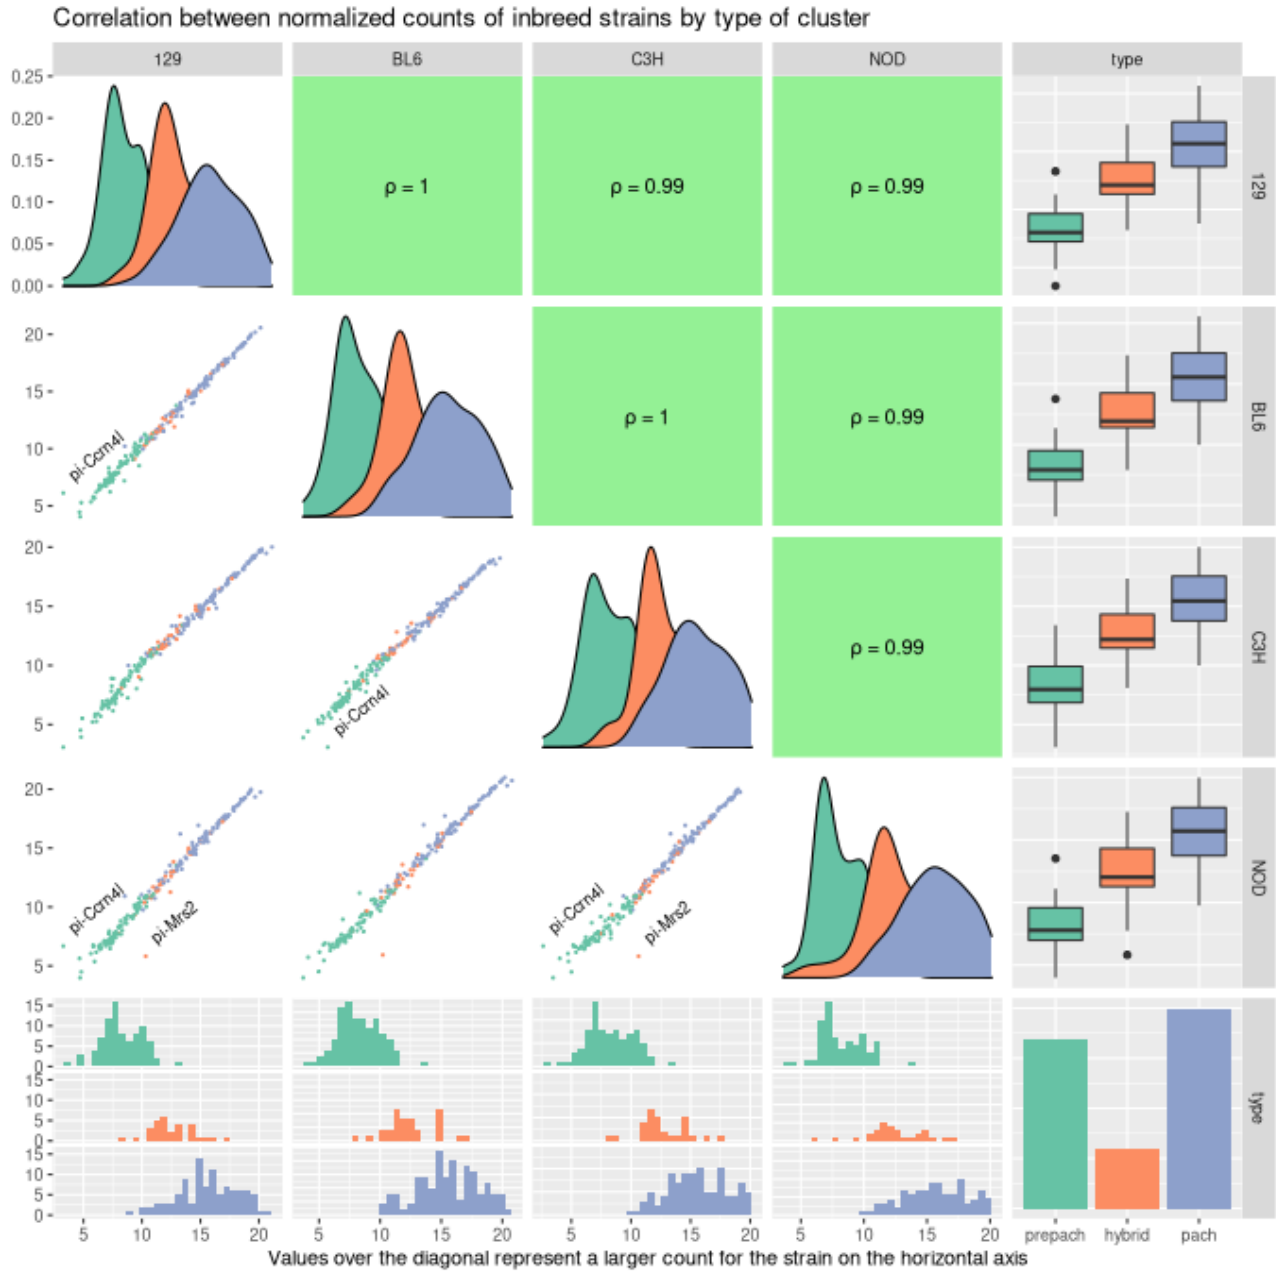 Correlation between normalized counts of inbreed strains by type of cluster
129 BL6 C3H NOD type
0.25
0.20
0.15
0.10
0.05
0.00
ρ = 1
ρ = 0.99
ρ = 0.99
129
20
15
10
5
pi-Ccrn4l
ρ = 1
ρ = 0.99
BL6
20
15
10
5
pi-Ccrn4l
ρ = 0.99
C3H
20
15
10
5
pi-Ccrn4l
pi-Mrs2
pi-Ccrn4l
pi-Mrs2
NOD
15
10
5
0
15
10
5
0
15
10
5
0
type
5 10 15 20 5 10 15 20 5 10 15 20 5 10 15 20 prepach hybrid pach
Values over the diagonal represent a larger count for the strain on the horizontal axis